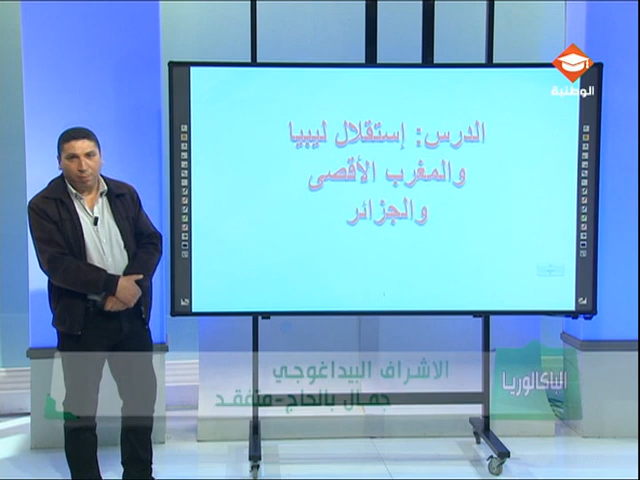 الوطنية
الدرس: إستقلال ليبيا
والمغرب الأقصى
والجزائر
الاشراف البيداغوجي
جمال بالحاج-متفقد
الباكالوريا